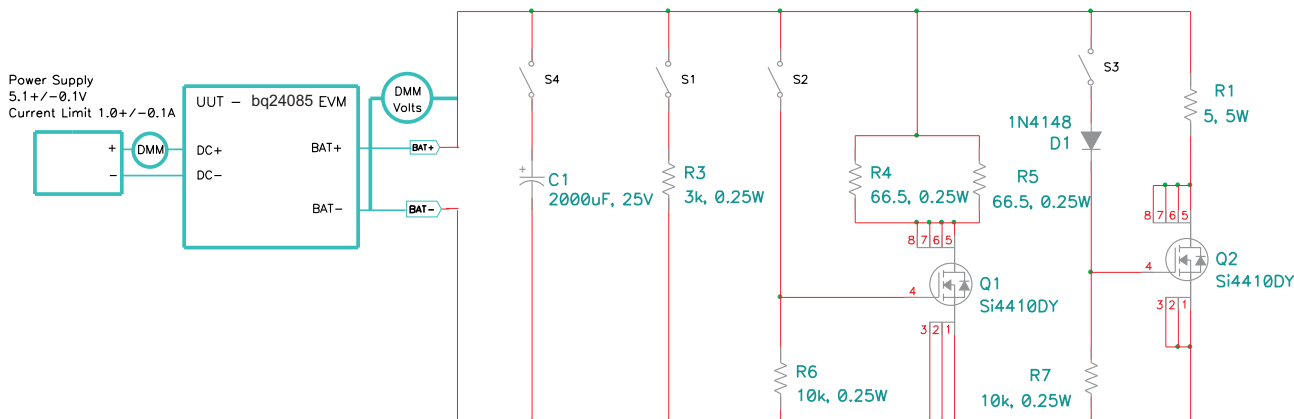 Power Supply
5.1+/-0.1V
Current Limit 1.0+/-0.1A
+
-
DMM
UUT - bq24085 EVM
DC+
DC-
BAT+
BAT-
DMM
Volts
BAT+
BAT-
S4
+
C1
2000uF, 25V
S1
R3
3k, 0.25W
S2
R4
66.5, 0.25W
R5
66.5, 0.25W
8 7 6 5
4
Q1
Si4410DY
3 2 1
R6
10k, 0.25W
S3
1N4148
D1
R1
5, 5W
8 7 6 5
4
Q2
Si4410DY
3 2 1
R7
10k, 0.25W